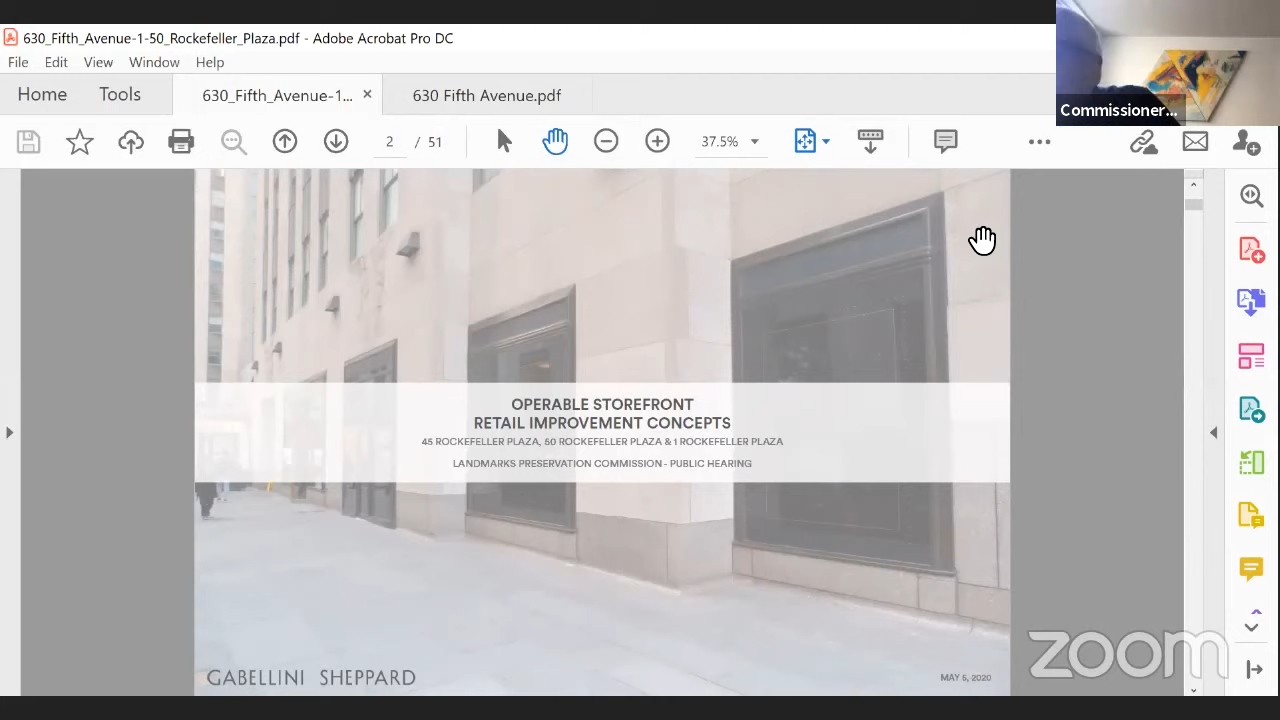 630_Fifth_Avenue-1-50_Rockefeller_Plaza.pdf - Adobe Acrobat Pro DC
File Edit View Window Help
Home Tools 630_Fifth_Avenue-1... × 630 Fifth Avenue.pdf
2 / 51 37.5%
Commissioner...
OPERABLE STOREFRONT
RETAIL IMPROVEMENT CONCEPTS
45 ROCKEFELLER PLAZA, 50 ROCKEFELLER PLAZA & 1 ROCKEFELLER PLAZA
LANDMARKS PRESERVATION COMMISSION - PUBLIC HEARING
GABELLINI SHEPPARD
MAY 5, 2020
zoom